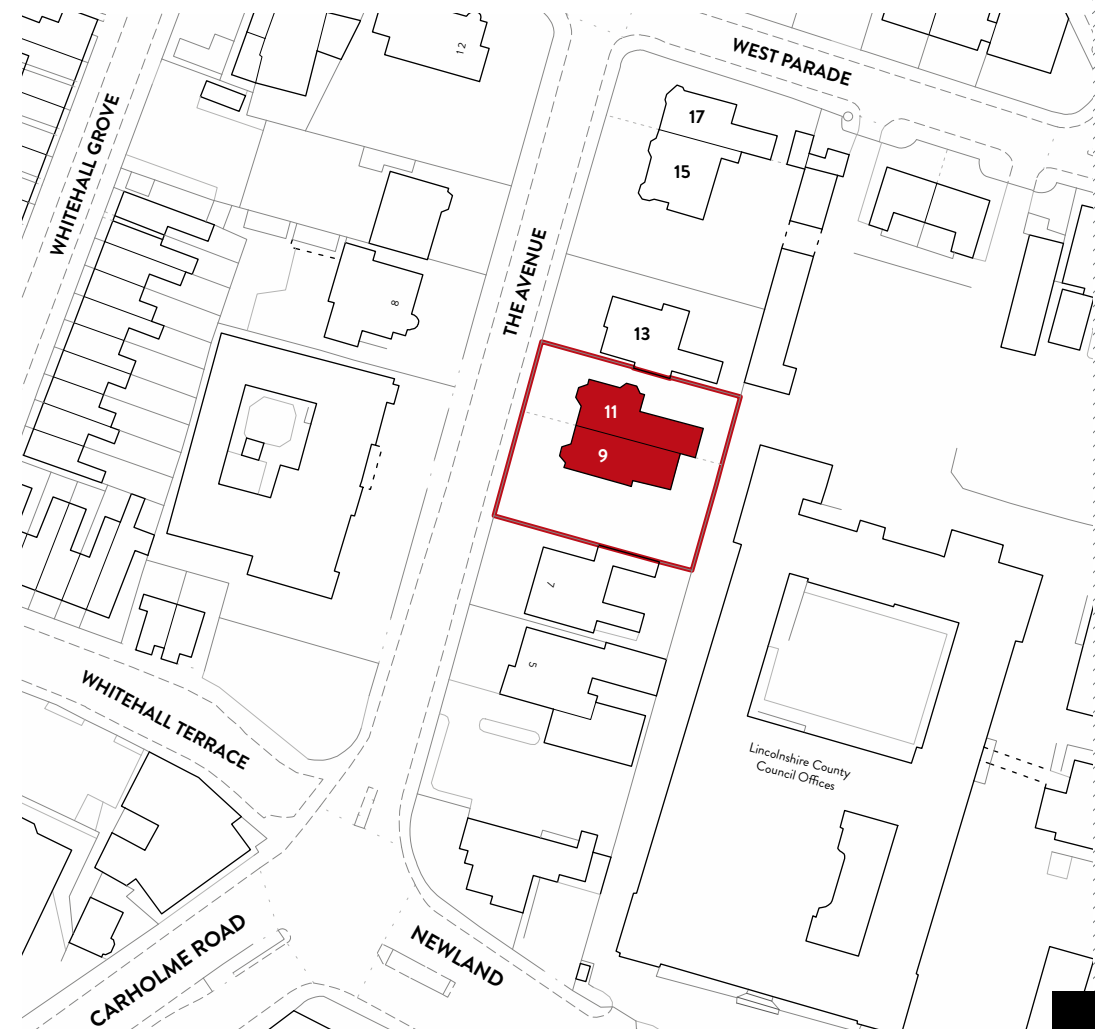 12
WEST PARADE
17
WHITEHALL GROVE
15
THE AVENUE
8
13
11
9
7
5
WHITEHALL TERRACE
Lincolnshire County
Council Offices
CARHOLME ROAD
NEWLAND